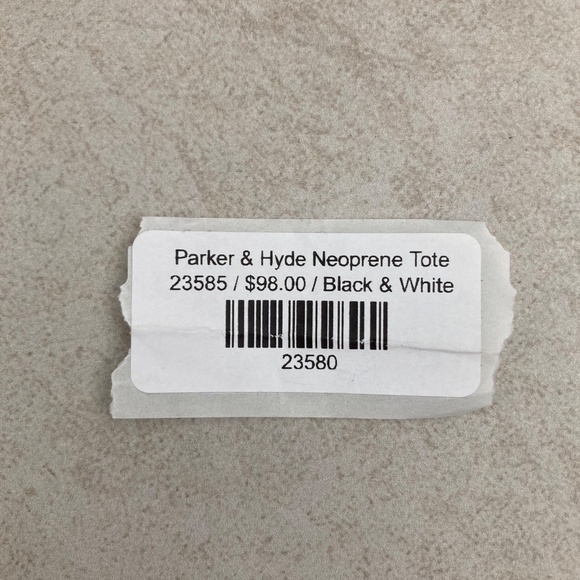 Parker & Hyde Neoprene Tote
23585 / $98.00 / Black & White
23580